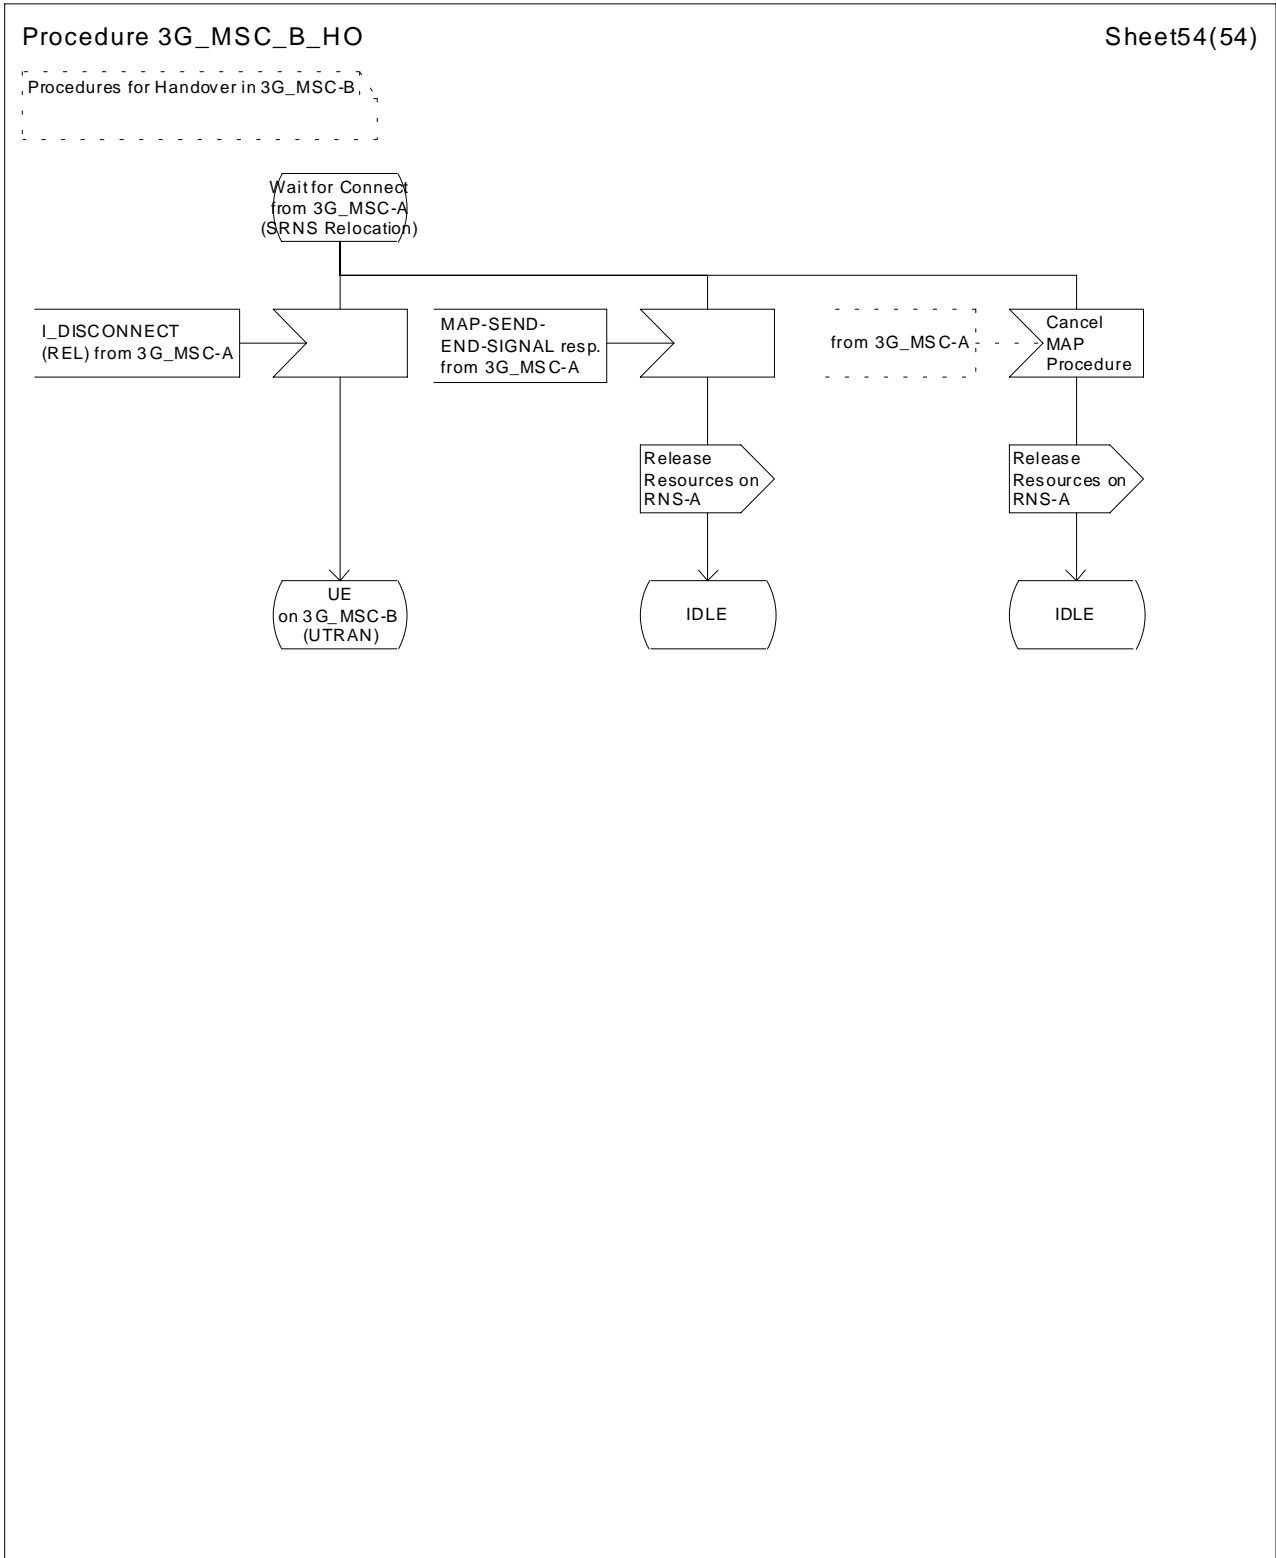 Procedure 3G_MSC_B_HO
Sheet54(54)
Procedures for Handover in 3G_MSC-B
Wait for Connect
from 3G_MSC-A
(SRNS Relocation)
I_DISCONNECT
(REL) from 3G_MSC-A
MAP-SEND-
END-SIGNAL resp.
from 3G_MSC-A
from 3G_MSC-A
Cancel
MAP
Procedure
Release
Resources on
RNS-A
Release
Resources on
RNS-A
UE
on 3G_MSC-B
(UTRAN)
IDLE
IDLE